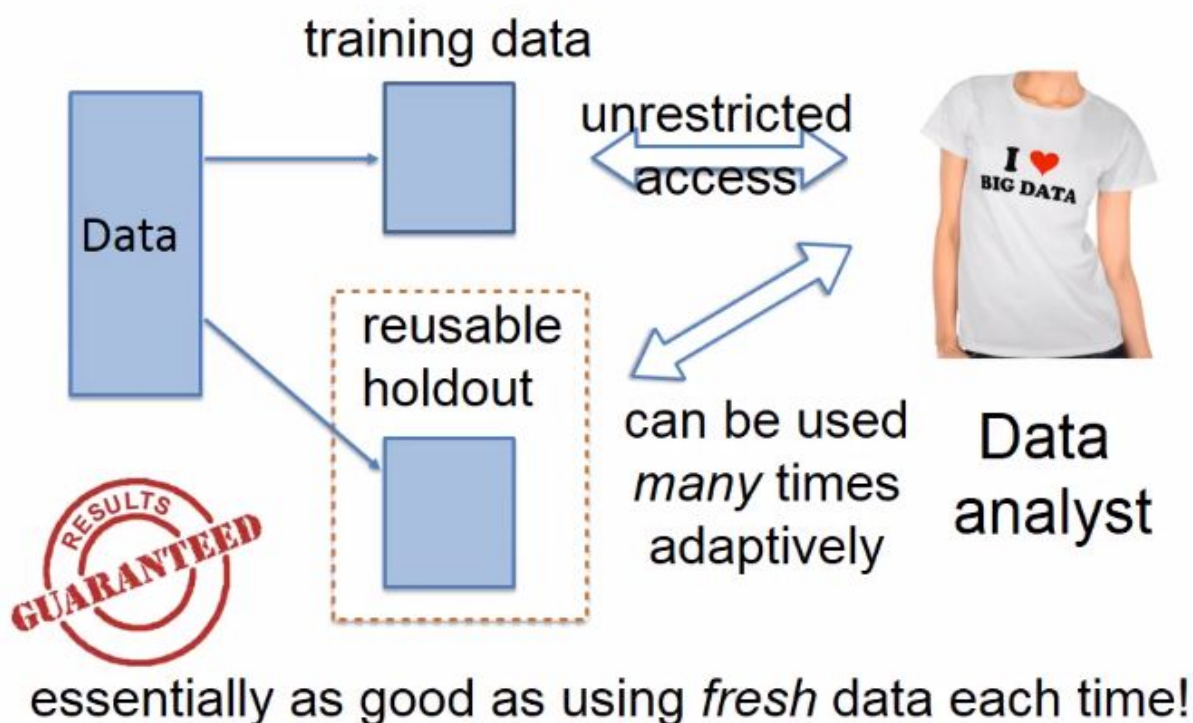 training data
Data
unrestricted
access
I ❤
BIG DATA
reusable
holdout
can be used
many times
adaptively
Data
analyst
RESULTS
GUARANTEED
essentially as good as using fresh data each time!